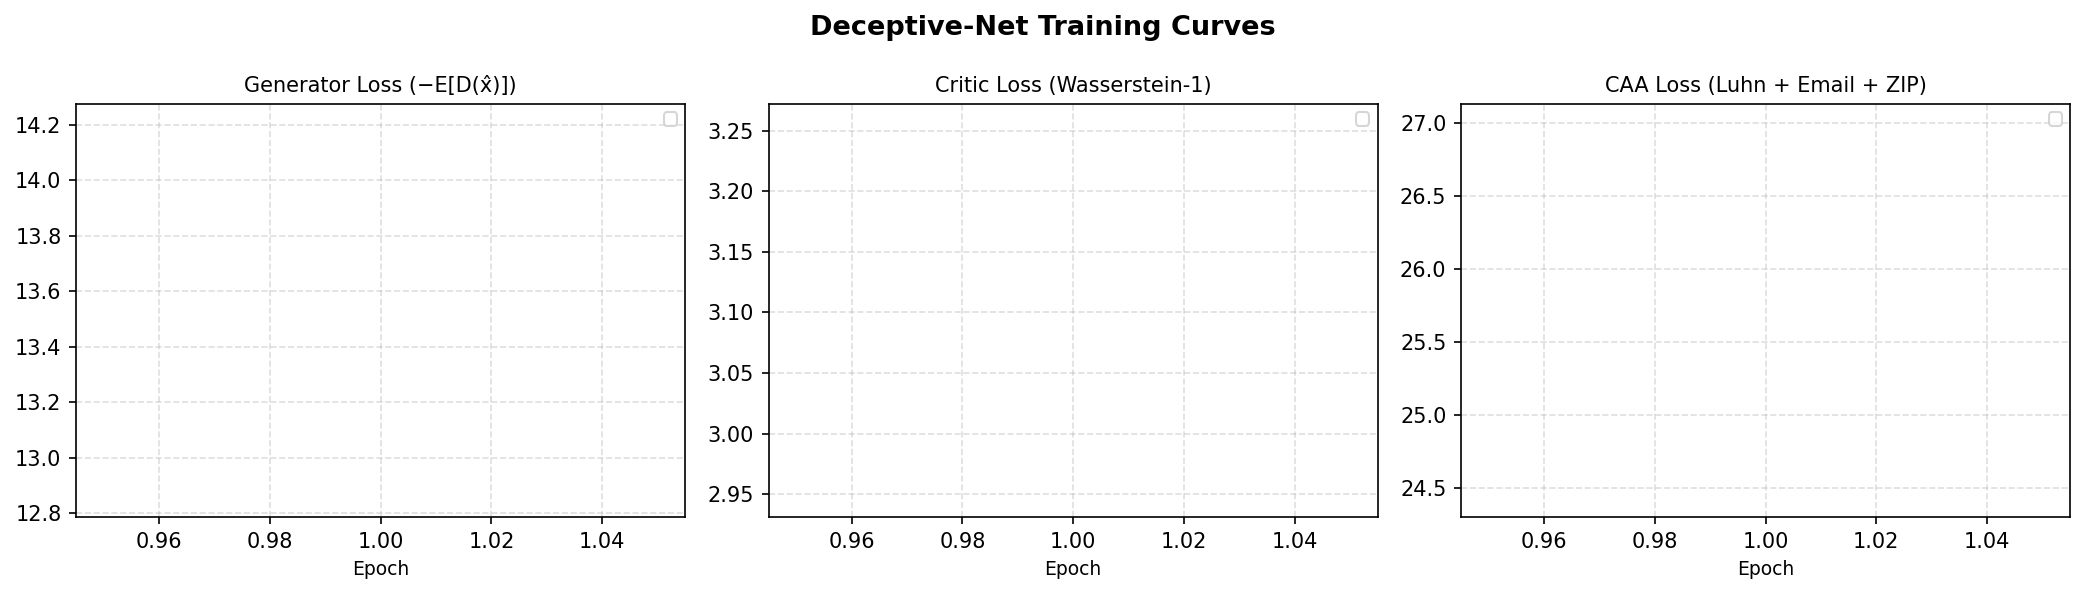 Deceptive-Net Training Curves
Generator Loss (−E[D(x̂)])
14.2
14.0
13.8
13.6
13.4
13.2
13.0
12.8
0.96 0.98 1.00 1.02 1.04
Epoch
Critic Loss (Wasserstein-1)
3.25
3.20
3.15
3.10
3.05
3.00
2.95
0.96 0.98 1.00 1.02 1.04
Epoch
CAA Loss (Luhn + Email + ZIP)
27.0
26.5
26.0
25.5
25.0
24.5
0.96 0.98 1.00 1.02 1.04
Epoch